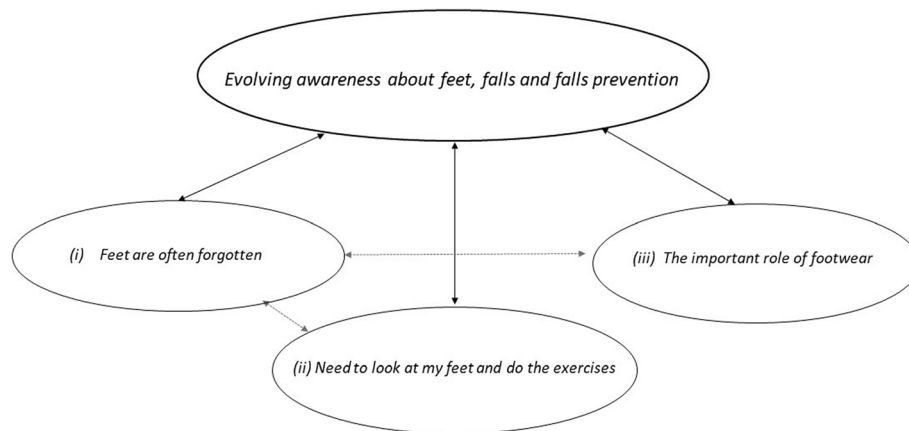 Evolving awareness about feet, falls and falls prevention
(i) Feet are often forgotten
(iii) The important role of footwear
(ii) Need to look at my feet and do the exercises